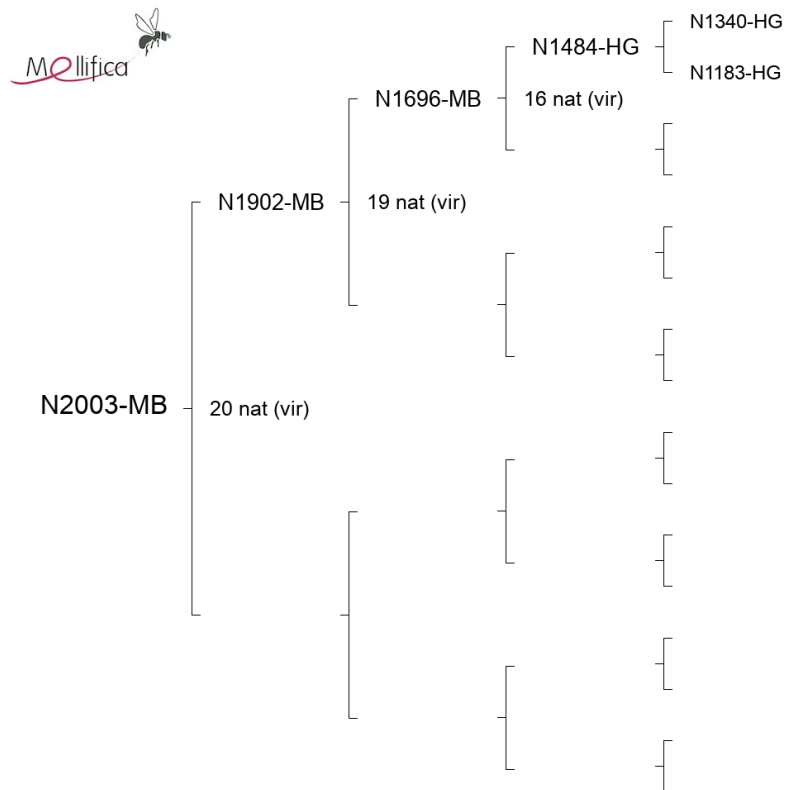 Mellifica
N1340-HG
N1484-HG
N1183-HG
N1696-MB
16 nat (vir)
N1902-MB
19 nat (vir)
N2003-MB
20 nat (vir)